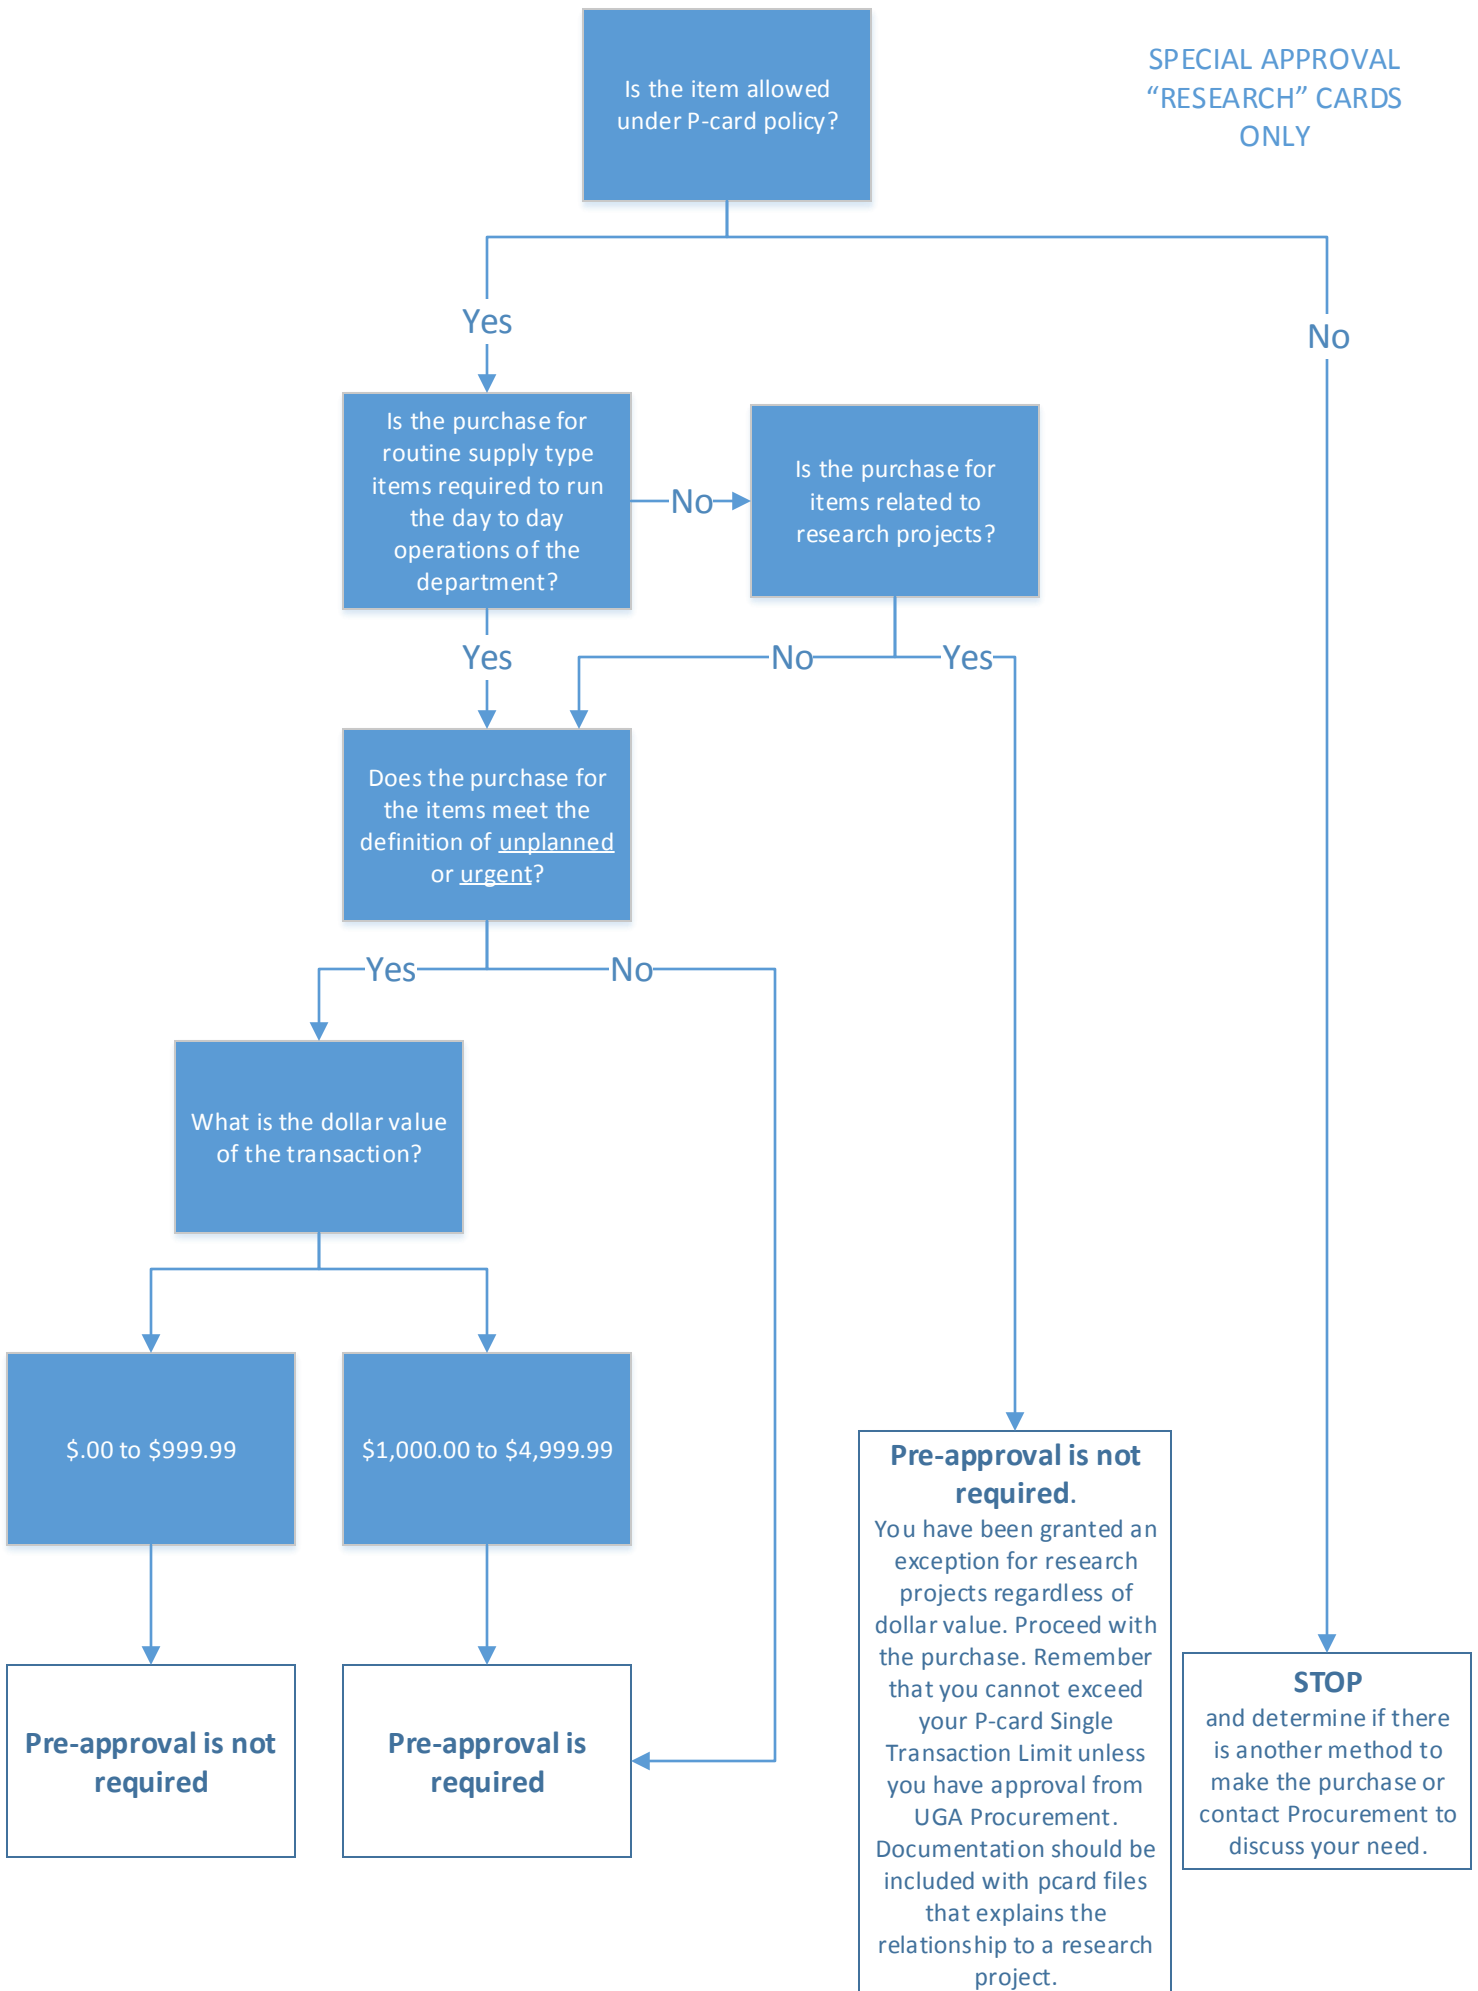 Is the item allowed
under P-card policy?
SPECIAL APPROVAL
“RESEARCH” CARDS
ONLY
Yes
No
Is the purchase for
routine supply type
items required to run
the day to day
operations of the
department?
No
Is the purchase for
items related to
research projects?
Yes
No
Yes
Does the purchase for
the items meet the
definition of unplanned
or urgent?
Yes
No
What is the dollar value
of the transaction?
$.00 to $999.99
$1,000.00 to $4,999.99
Pre-approval is not
required
Pre-approval is
required
Pre-approval is not
required.
You have been granted an
exception for research
projects regardless of
dollar value. Proceed with
the purchase. Remember
that you cannot exceed
your P-card Single
Transaction Limit unless
you have approval from
UGA Procurement.
Documentation should be
included with pcard files
that explains the
relationship to a research
project.
STOP
and determine if there
is another method to
make the purchase or
contact Procurement to
discuss your need.